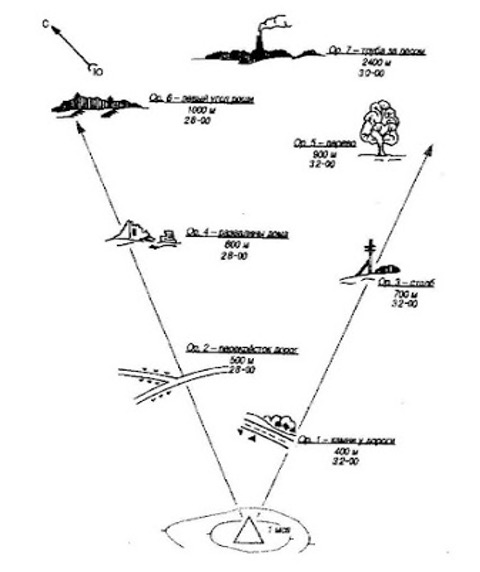 С
Ю
Ор. 7 – труба за лесом
2400 м
30-00
Ор. 6 – левый угол рощи
1000 м
28-00
Ор. 5 – дерево
900 м
32-00
Ор. 4 – развалины дома
800 м
28-00
Ор. 3 – столб
700 м
32-00
Ор. 2 – перекрёсток дорог
500 м
28-00
Ор. 1 – камни у дороги
400 м
32-00
1 мсв